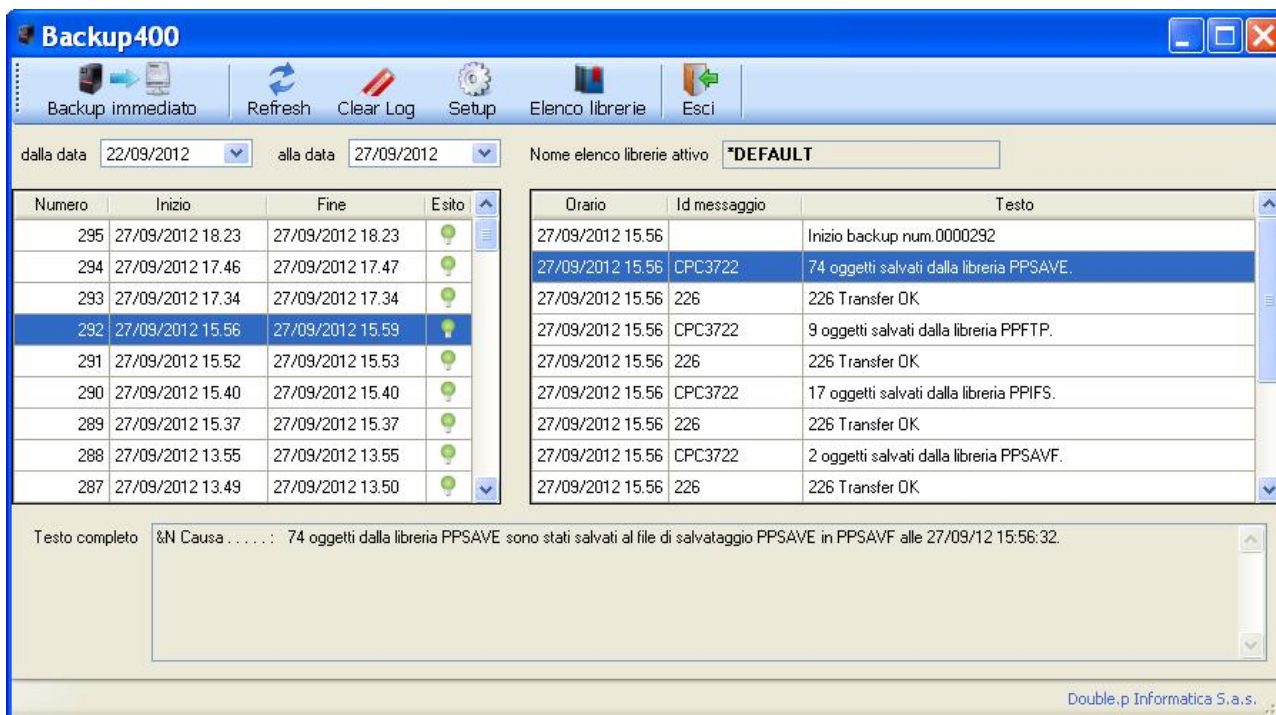 Backup400
Backup immediato Refresh Clear Log Setup Elenco librerie Esci
dalla data 22/09/2012 alla data 27/09/2012 Nome elenco librerie attivo *DEFAULT
Numero Inizio Fine Esito
295 27/09/2012 18.23 27/09/2012 18.23
294 27/09/2012 17.46 27/09/2012 17.47
293 27/09/2012 17.34 27/09/2012 17.34
292 27/09/2012 15.56 27/09/2012 15.59
291 27/09/2012 15.52 27/09/2012 15.53
290 27/09/2012 15.40 27/09/2012 15.40
289 27/09/2012 15.37 27/09/2012 15.37
288 27/09/2012 13.55 27/09/2012 13.55
287 27/09/2012 13.49 27/09/2012 13.50
Orario Id messaggio Testo
27/09/2012 15.56 Inizio backup num.0000292
27/09/2012 15.56 CPC3722 74 oggetti salvati dalla libreria PPSAVE.
27/09/2012 15.56 226 226 Transfer OK
27/09/2012 15.56 CPC3722 9 oggetti salvati dalla libreria PPFTP.
27/09/2012 15.56 226 226 Transfer OK
27/09/2012 15.56 CPC3722 17 oggetti salvati dalla libreria PPIFS.
27/09/2012 15.56 226 226 Transfer OK
27/09/2012 15.56 CPC3722 2 oggetti salvati dalla libreria PPSAVF.
27/09/2012 15.56 226 226 Transfer OK
Testo completo &N Causa . . . . . : 74 oggetti dalla libreria PPSAVE sono stati salvati al file di salvataggio PPSAVE in PPSAVF alle 27/09/12 15:56:32.
Double.p Informatica S.a.s.